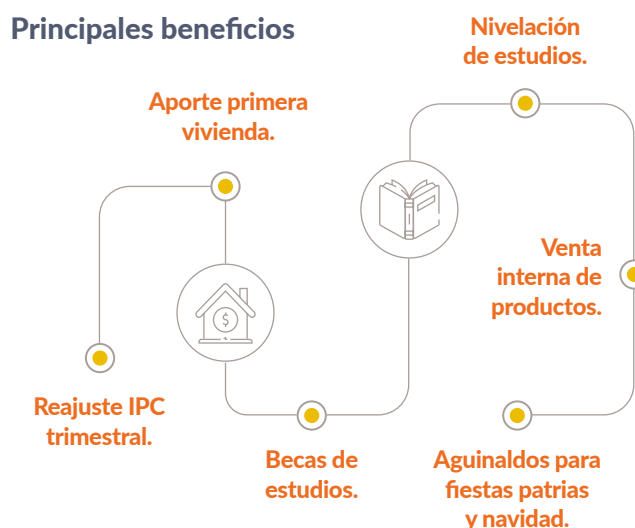 Principales beneficios
Reajuste IPC
trimestral.
Aporte primera
vivienda.
$
Becas de
estudios.
Nivelación
de estudios.
Venta
interna de
productos.
Aguinaldos para
fiestas patrias
y navidad.